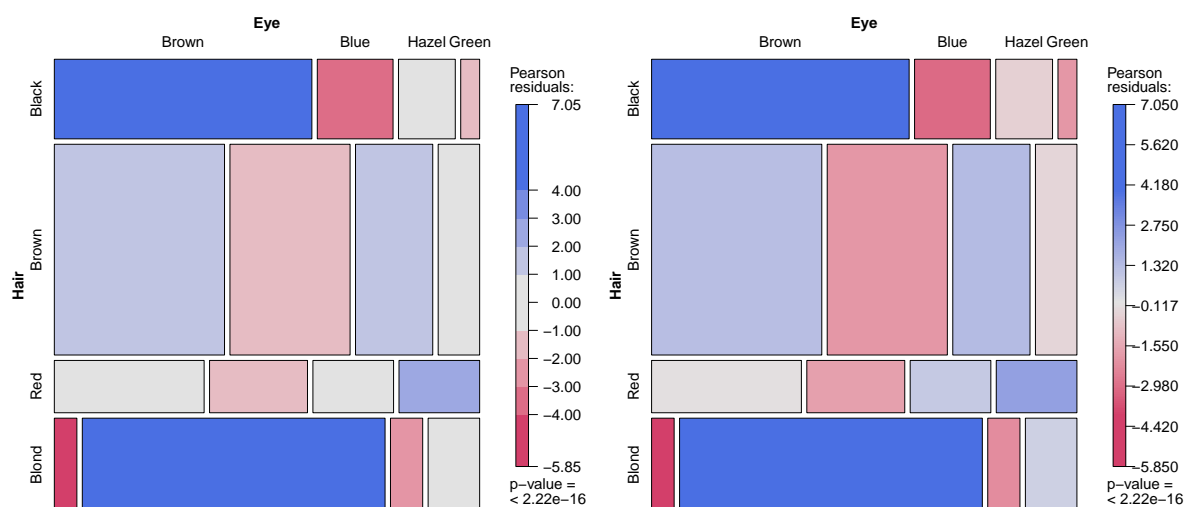 Eye
Brown Blue Hazel Green
Hair
Black
Brown
Red
Blond
Pearson
residuals:
7.05
4.00
3.00
2.00
1.00
0.00
−1.00
−2.00
−3.00
−4.00
−5.85
p−value =
< 2.22e−16
Eye
Brown Blue Hazel Green
Hair
Black
Brown
Red
Blond
Pearson
residuals:
7.050
5.620
4.180
2.750
1.320
−0.117
−1.550
−2.980
−4.420
−5.850
p−value =
< 2.22e−16